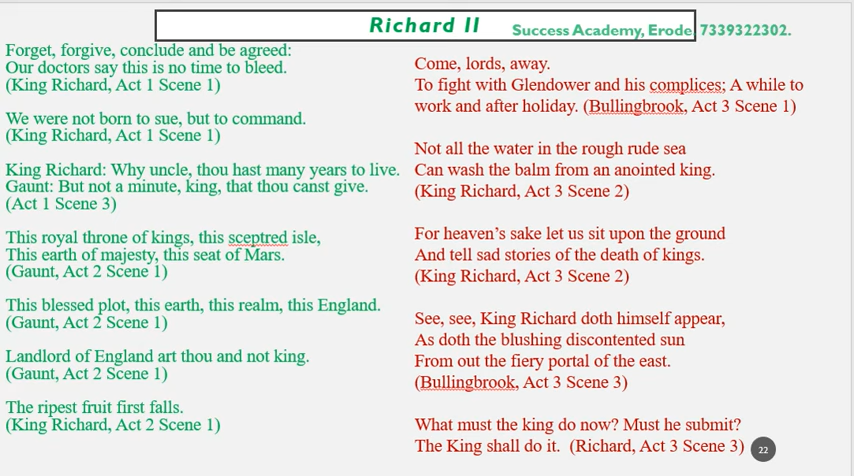 Richard II
Success Academy, Erode, 7339322302.
Forget, forgive, conclude and be agreed:
Our doctors say this is no time to bleed.
(King Richard, Act 1 Scene 1)
We were not born to sue, but to command.
(King Richard, Act 1 Scene 1)
King Richard: Why uncle, thou hast many years to live.
Gaunt: But not a minute, king, that thou canst give.
(Act 1 Scene 3)
This royal throne of kings, this sceptred isle,
This earth of majesty, this seat of Mars.
(Gaunt, Act 2 Scene 1)
This blessed plot, this earth, this realm, this England.
(Gaunt, Act 2 Scene 1)
Landlord of England art thou and not king.
(Gaunt, Act 2 Scene 1)
The ripest fruit first falls.
(King Richard, Act 2 Scene 1)
Come, lords, away.
To fight with Glendower and his complices; A while to
work and after holiday. (Bullingbrook, Act 3 Scene 1)
Not all the water in the rough rude sea
Can wash the balm from an anointed king.
(King Richard, Act 3 Scene 2)
For heaven's sake let us sit upon the ground
And tell sad stories of the death of kings.
(King Richard, Act 3 Scene 2)
See, see, King Richard doth himself appear,
As doth the blushing discontented sun
From out the fiery portal of the east.
(Bullingbrook, Act 3 Scene 3)
What must the king do now? Must he submit?
The King shall do it. (Richard, Act 3 Scene 3)
22